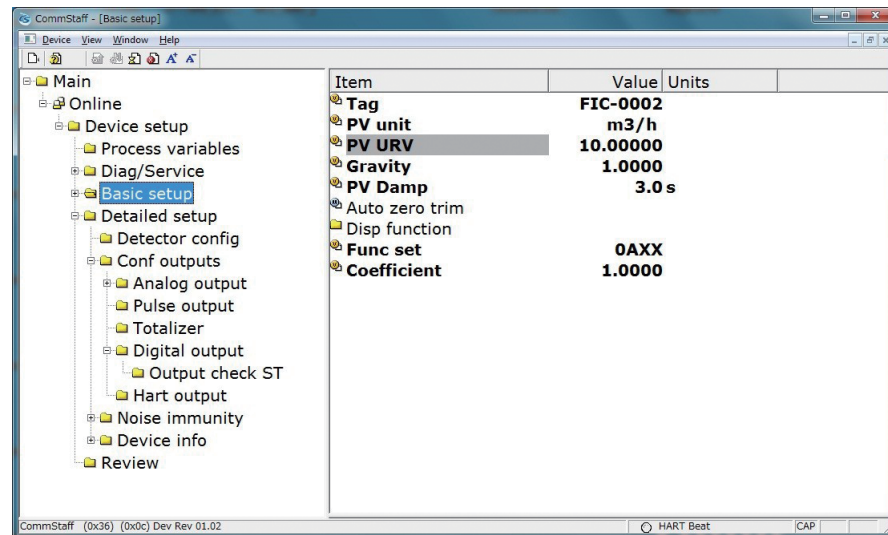 CommStaff - [Basic setup]
Device View Window Help
Main
Online
Device setup
Process variables
Diag/Service
Basic setup
Detailed setup
Detector config
Conf outputs
Analog output
Pulse output
Totalizer
Digital output
Output check ST
Hart output
Noise immunity
Device info
Review
Item Value Units
Tag FIC-0002
PV unit m3/h
PV URV 10.00000
Gravity 1.0000
PV Damp 3.0 s
Auto zero trim
Disp function
Func set 0AXX
Coefficient 1.0000
CommStaff (0x36) (0x0c) Dev Rev 01.02 HART Beat CAP